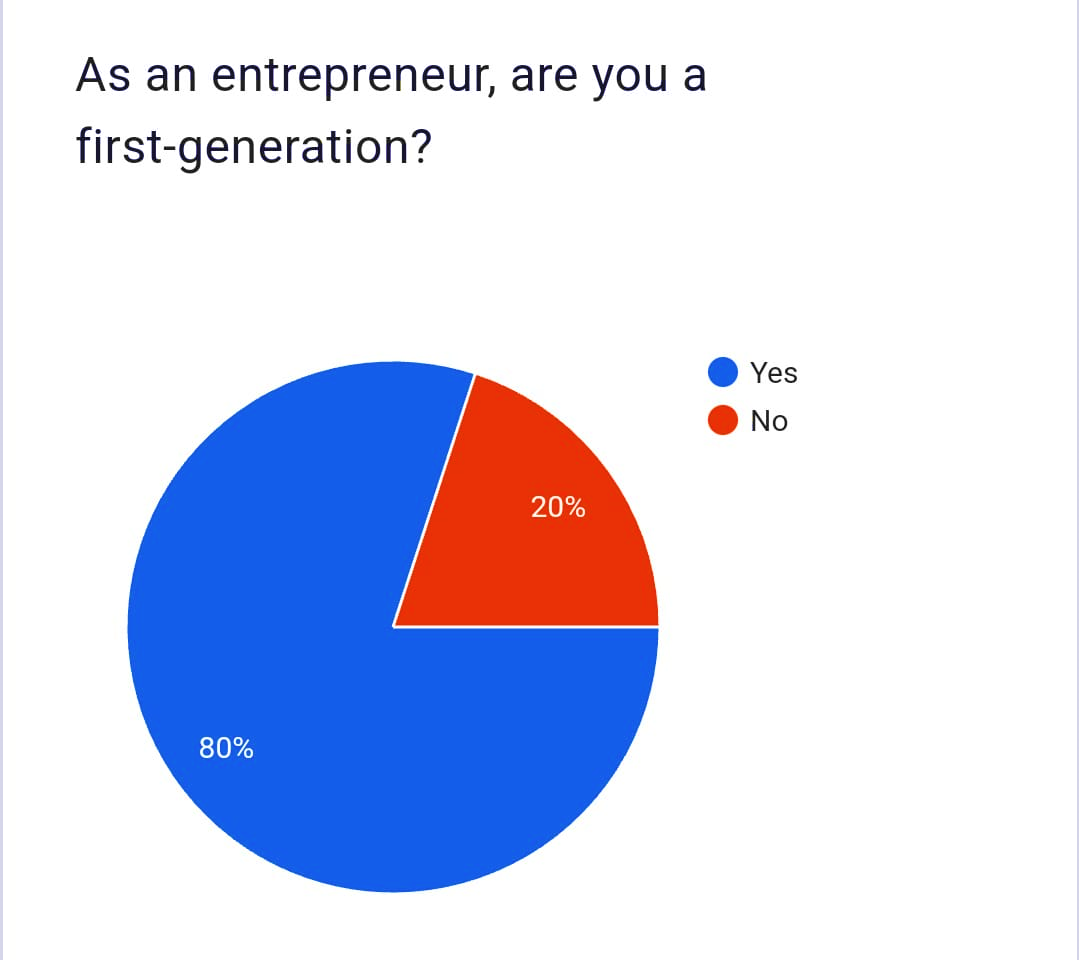 As an entrepreneur, are you a
first-generation?
Yes
No
20%
80%